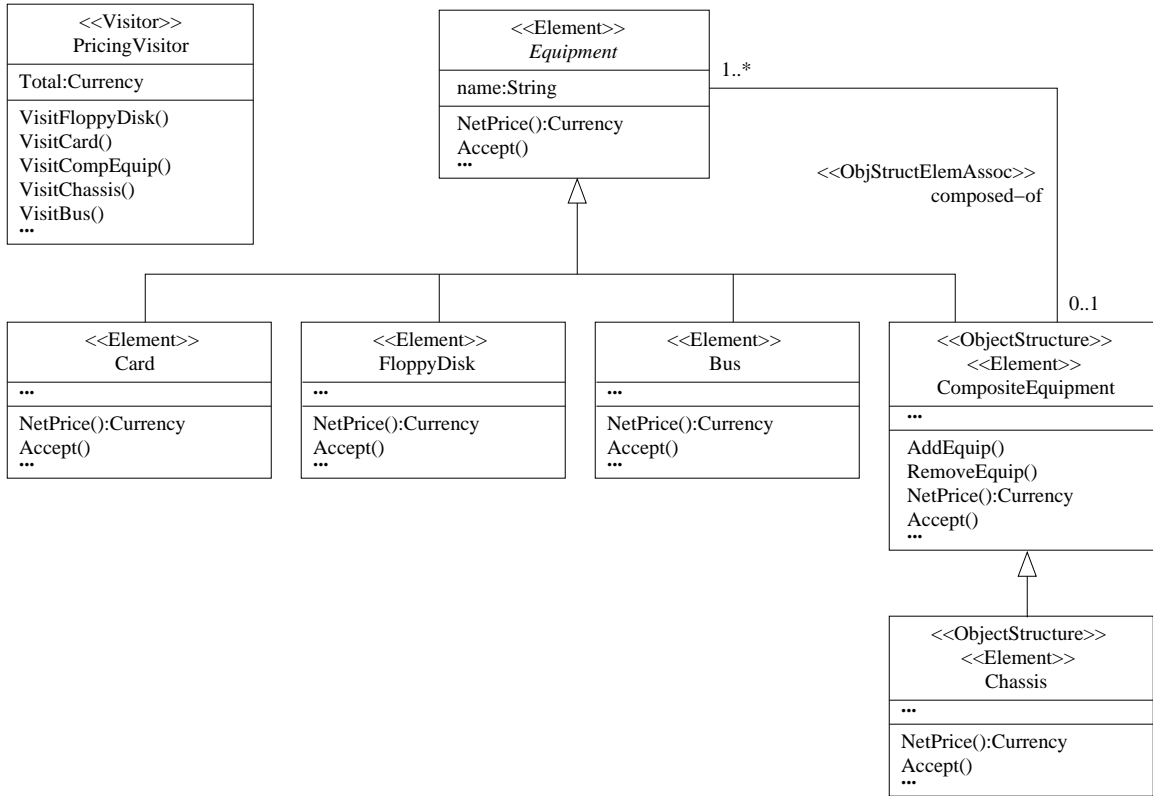 <<Visitor>>
PricingVisitor
Total:Currency
VisitFloppyDisk()
VisitCard()
VisitCompEquip()
VisitChassis()
VisitBus()
•••
<<Element>>
Equipment
name:String
NetPrice():Currency
Accept()
•••
1..*
<<ObjStructElemAssoc>>
composed−of
0..1
<<Element>>
Card
•••
NetPrice():Currency
Accept()
•••
<<Element>>
FloppyDisk
•••
NetPrice():Currency
Accept()
•••
<<Element>>
Bus
•••
NetPrice():Currency
Accept()
•••
<<ObjectStructure>>
<<Element>>
CompositeEquipment
•••
AddEquip()
RemoveEquip()
NetPrice():Currency
Accept()
•••
<<ObjectStructure>>
<<Element>>
Chassis
•••
NetPrice():Currency
Accept()
•••